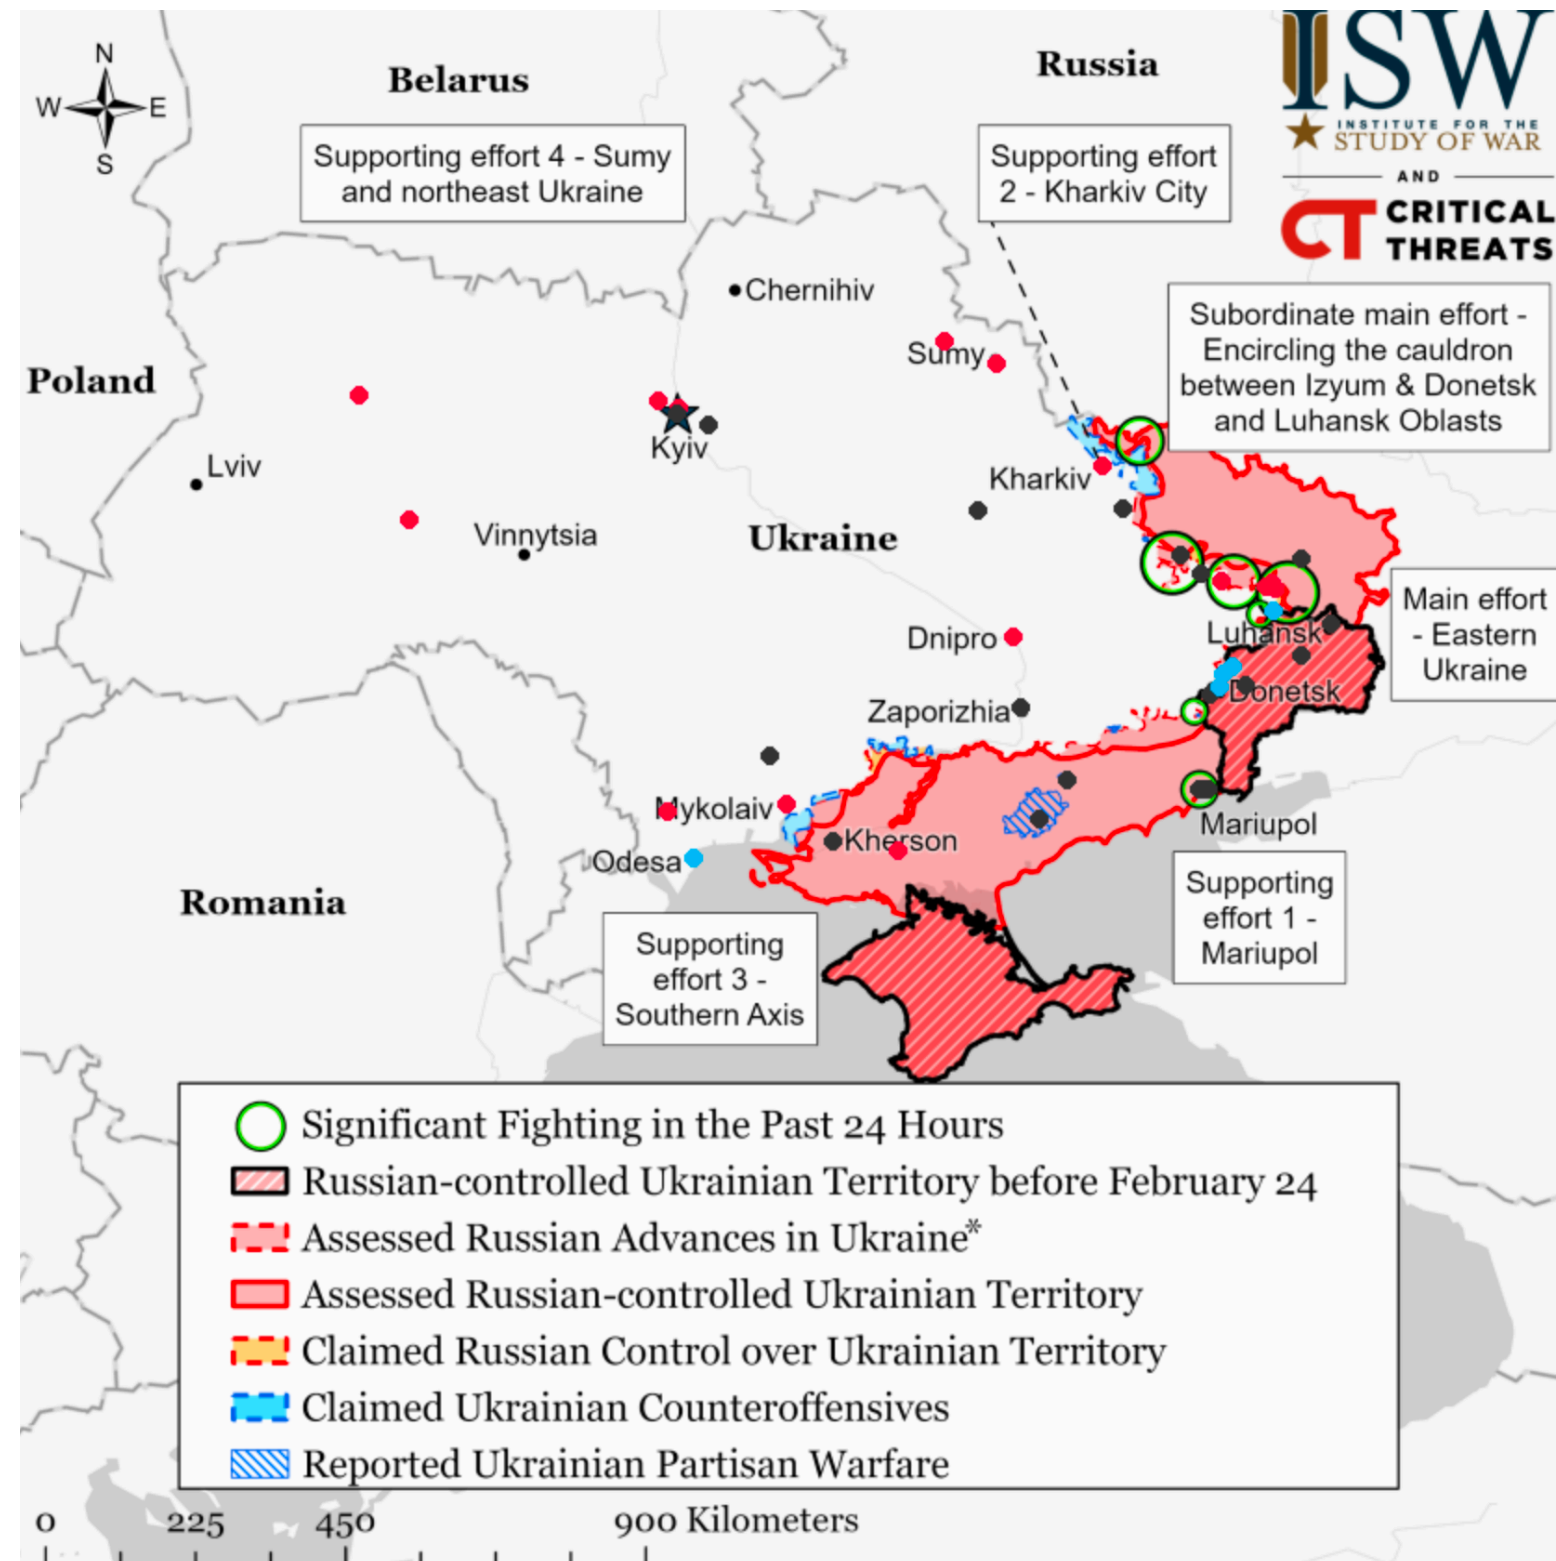 N
W
E
S
Belarus
Russia
ISW
INSTITUTE FOR THE
STUDY OF WAR
AND
CT CRITICAL
THREATS
Supporting effort 4 - Sumy
and northeast Ukraine
Supporting effort
2 - Kharkiv City
Subordinate main effort -
Encircling the cauldron
between Izyum & Donetsk
and Luhansk Oblasts
Chernihiv
Sumy
Poland
Kyiv
Lviv
Kharkiv
Vinnytsia
Ukraine
Main effort
- Eastern
Ukraine
Luhansk
Dnipro
Donetsk
Zaporizhia
Mykolaiv
Mariupol
Kherson
Odesa
Romania
Supporting
effort 1 -
Mariupol
Supporting
effort 3 -
Southern Axis
Significant Fighting in the Past 24 Hours
Russian-controlled Ukrainian Territory before February 24
Assessed Russian Advances in Ukraine*
Assessed Russian-controlled Ukrainian Territory
Claimed Russian Control over Ukrainian Territory
Claimed Ukrainian Counteroffensives
Reported Ukrainian Partisan Warfare
0 225 450 900 Kilometers